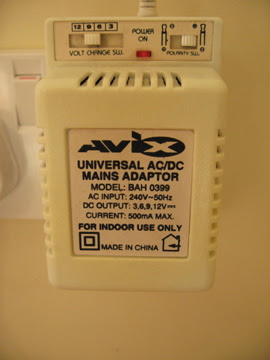 12 9 6 3
VOLT CHANGE SW.
POWER
ON
POLARITY SW.
AVIX
UNIVERSAL AC/DC
MAINS ADAPTOR
MODEL: BAH 0399
AC INPUT: 240V~50Hz
DC OUTPUT: 3,6,9,12V⎓
CURRENT: 500mA MAX.
FOR INDOOR USE ONLY
MADE IN CHINA